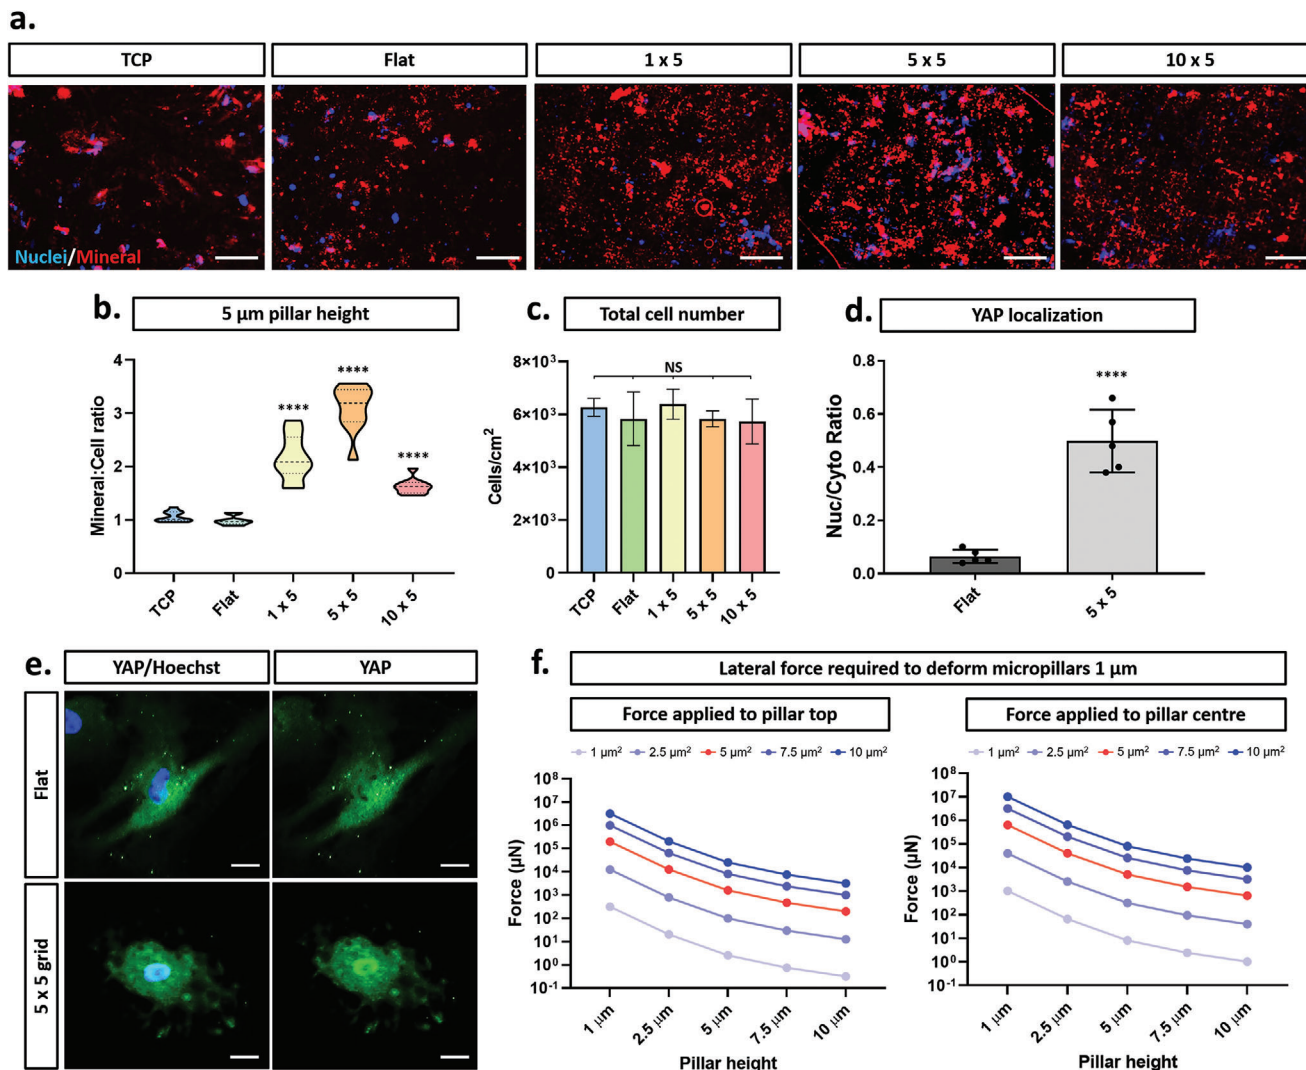 a.
TCP
Flat
1 x 5
5 x 5
10 x 5
Nuclei/Mineral
b.
5 µm pillar height
Mineral:Cell ratio
4
3
2
1
0
****
****
****
TCP
Flat
1 x 5
5 x 5
10 x 5
c.
Total cell number
Cells/cm²
8×10³
6×10³
4×10³
2×10³
0
NS
TCP
Flat
1 x 5
5 x 5
10 x 5
d.
YAP localization
Nuc/Cyto Ratio
0.8
0.6
0.4
0.2
0.0
****
Flat
5 x 5
e.
YAP/Hoechst
YAP
Flat
5 x 5 grid
f.
Lateral force required to deform micropillars 1 µm
Force applied to pillar top
1 µm²
2.5 µm²
5 µm²
7.5 µm²
10 µm²
Force (µN)
10⁸
10⁷
10⁶
10⁵
10⁴
10³
10²
10¹
10⁰
10⁻¹
1 µm
2.5 µm
5 µm
7.5 µm
10 µm
Pillar height
Force applied to pillar centre
1 µm²
2.5 µm²
5 µm²
7.5 µm²
10 µm²
Force (µN)
10⁸
10⁷
10⁶
10⁵
10⁴
10³
10²
10¹
10⁰
10⁻¹
1 µm
2.5 µm
5 µm
7.5 µm
10 µm
Pillar height